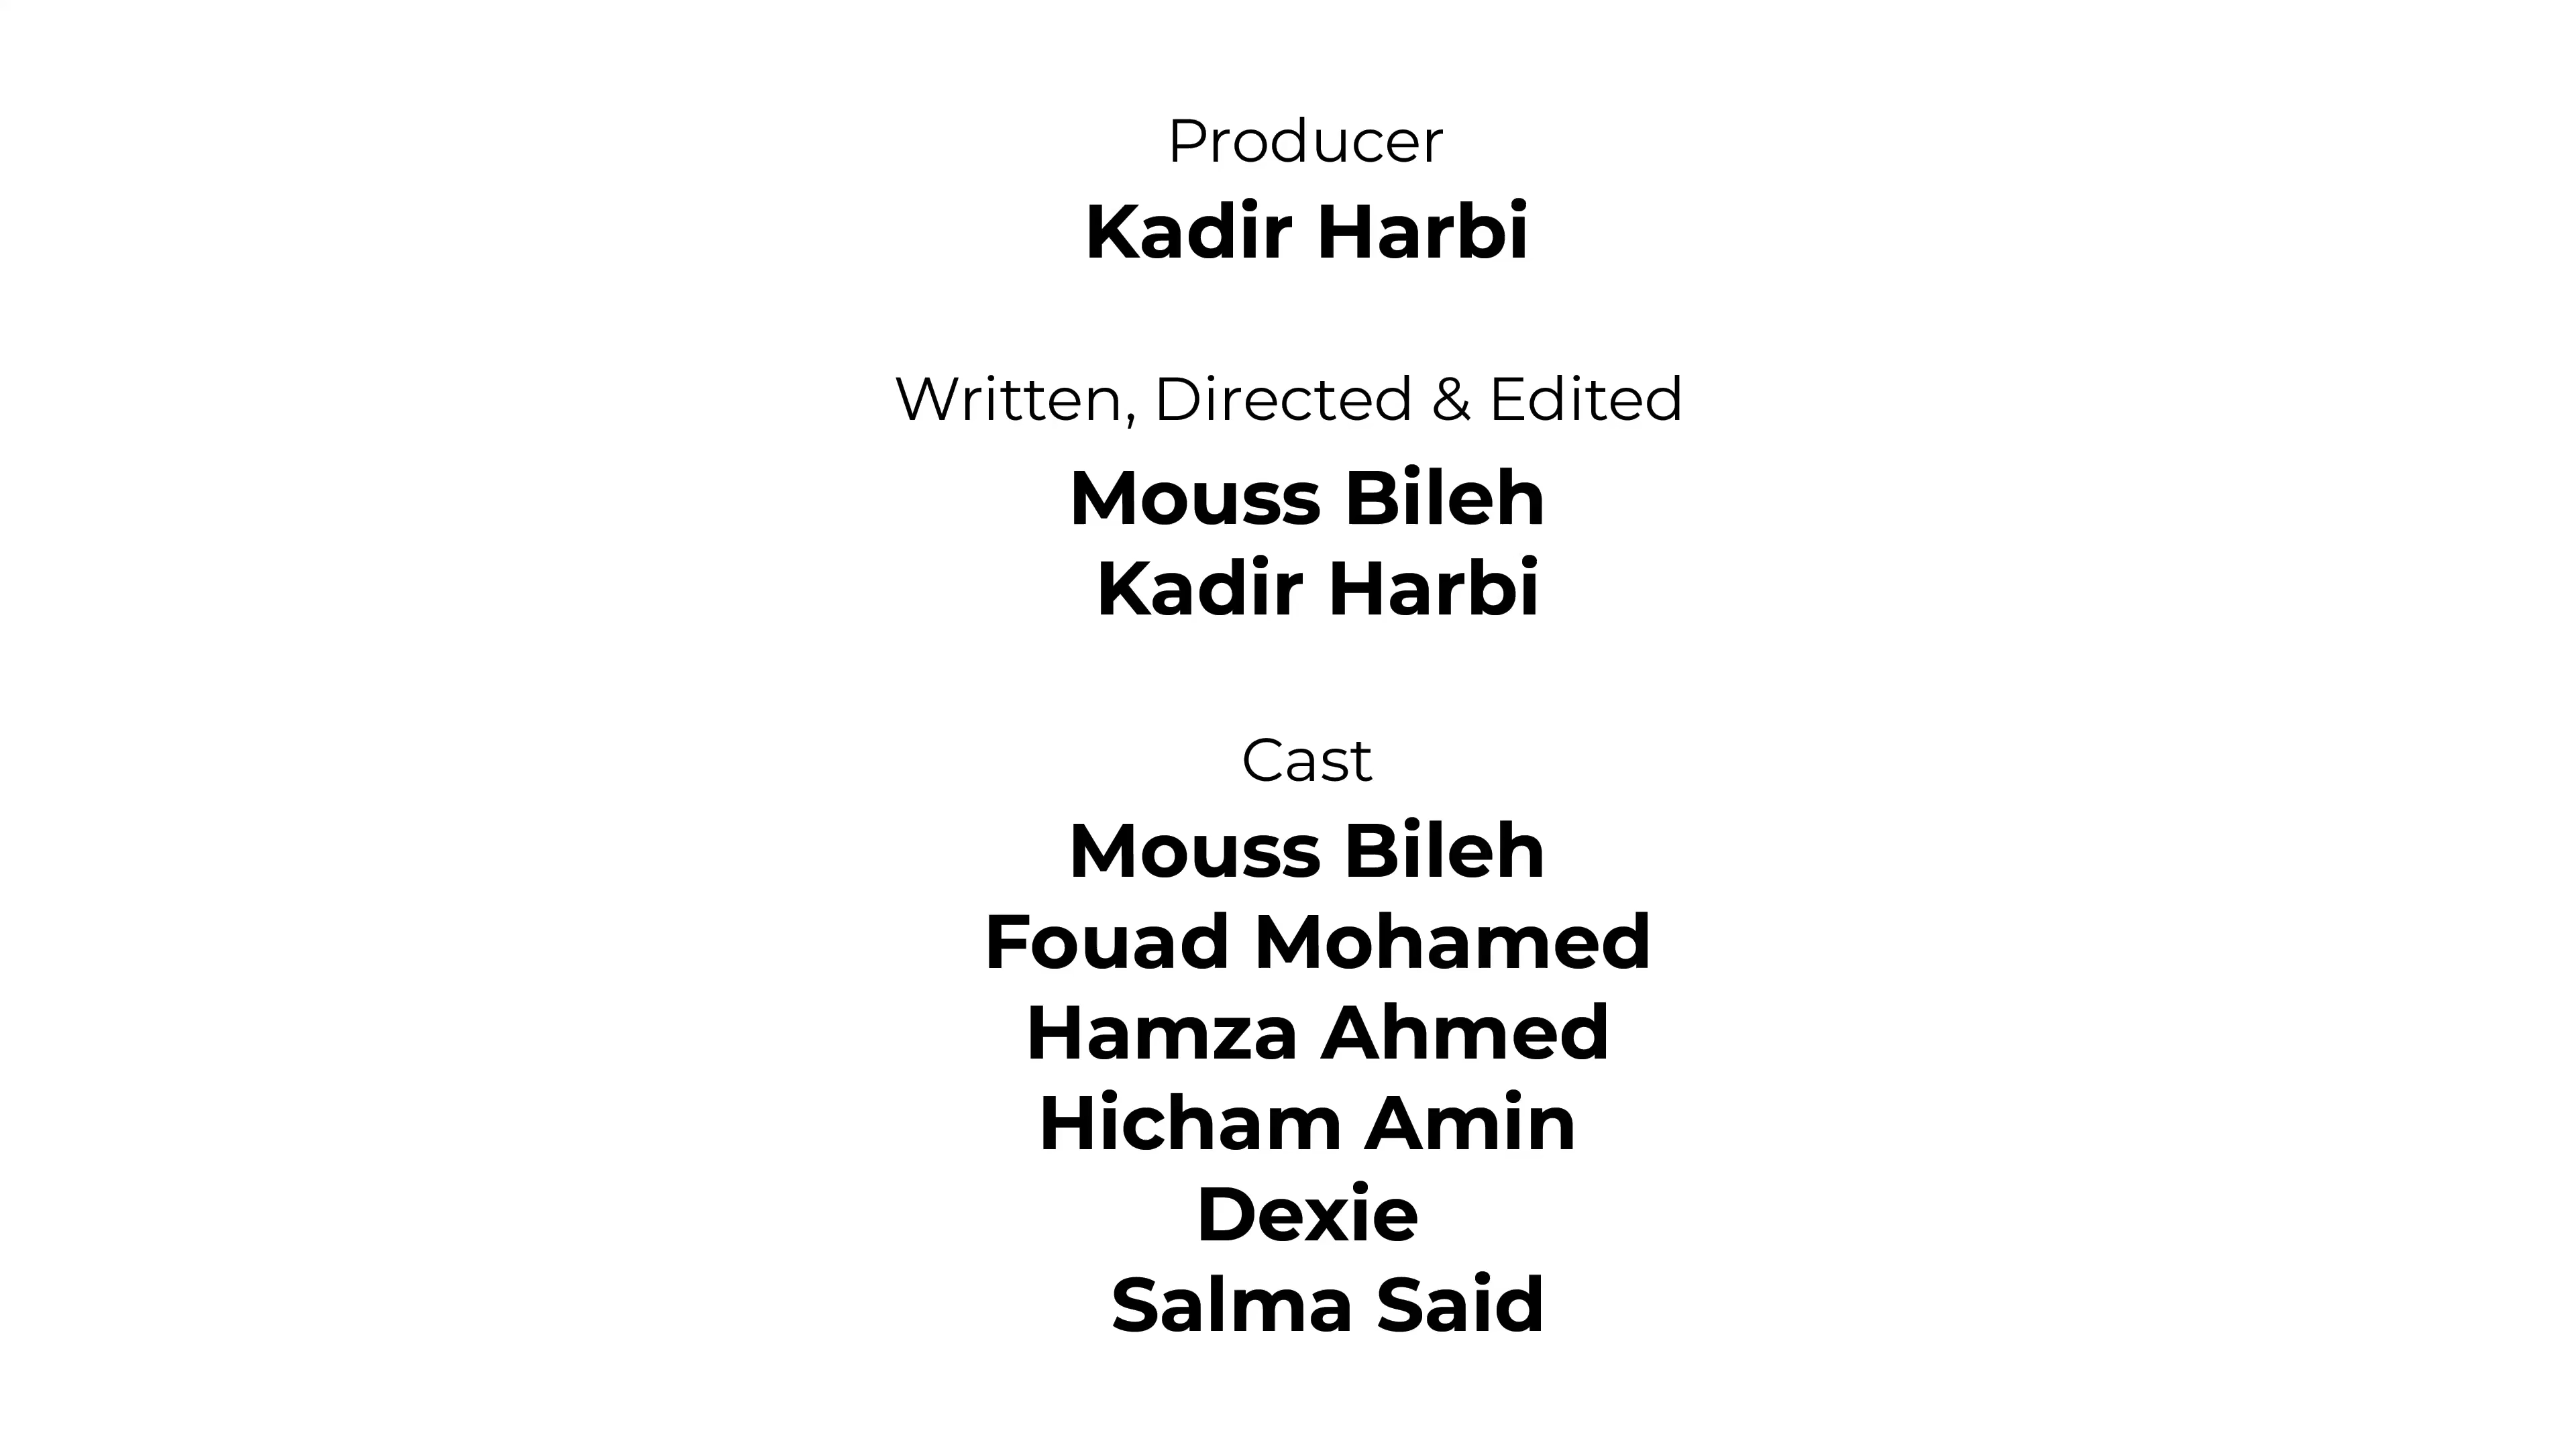 Producer
Kadir Harbi
Written, Directed & Edited
Mouss Bileh
Kadir Harbi
Cast
Mouss Bileh
Fouad Mohamed
Hamza Ahmed
Hicham Amin
Dexie
Salma Said